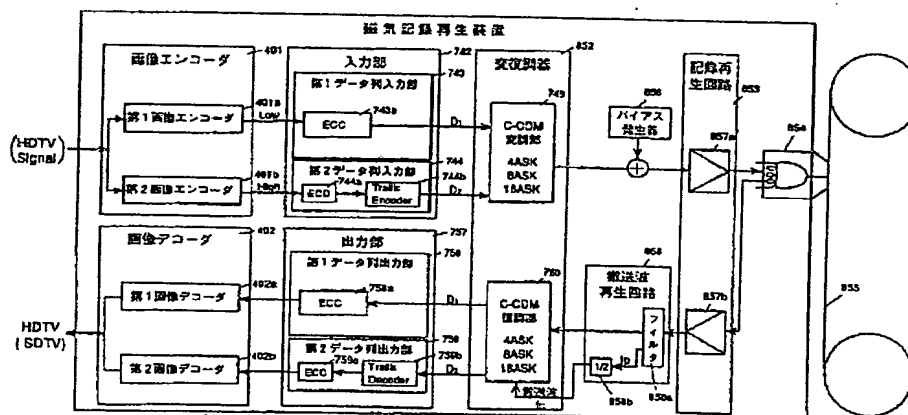 磁気記録再生装置
画像エンコーダ
401
第1画像エンコーダ
401a
Low
第2画像エンコーダ
401b
High
(HDTV
Signal)
入力部
742
第1データ列入力部
743
ECC
743a
D1
第2データ列入力部
744
744a
744b
Trellis
Encoder
D2
変復調器
852
749
C-CDM
変調部
4ASK
8ASK
16ASK
856
バイアス
発生器
記録再
生回路
853
857a
854
855
画像デコーダ
402
第1画像デコーダ
402a
第2画像デコーダ
402b
HDTV
(SDTV)
出力部
757
第1データ列出力部
758
ECC
758a
D1
第2データ列出力部
ECC
759a
Trellis
Decoder
759b
D2
760
C-CDM
復調部
4ASK
8ASK
16ASK
搬送波
858
搬送波
再生回路
フィルタ
858a
1/2
858b
857b